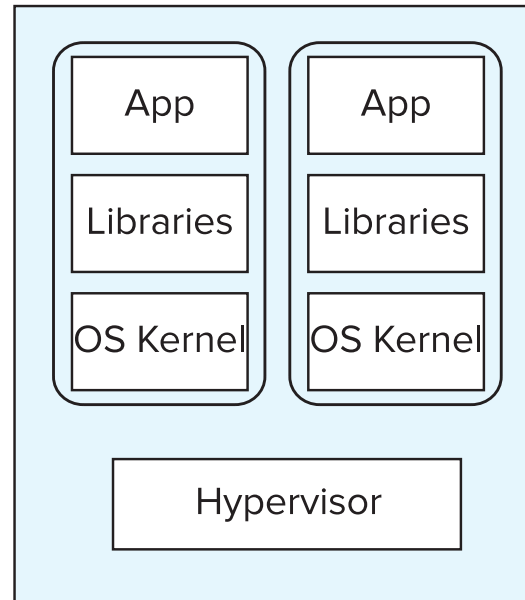 App
Libraries
OS Kernel
App
Libraries
OS Kernel
Hypervisor